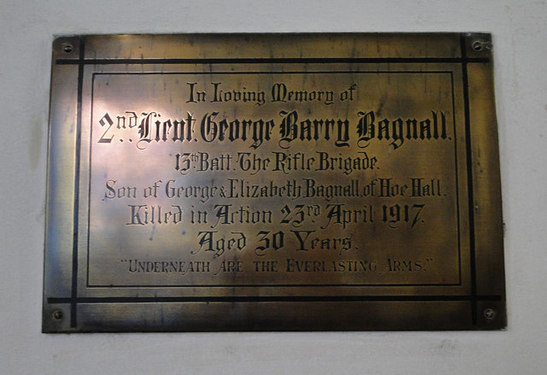 In Loving Memory of
2nd Lieut. George Barry Bagnall.
13th Batt. The Rifle Brigade.
Son of George & Elizabeth Bagnall, of Hoe Hall.
Killed in Action 23rd April 1917.
Aged 30 Years.
"UNDERNEATH ARE THE EVERLASTING ARMS."